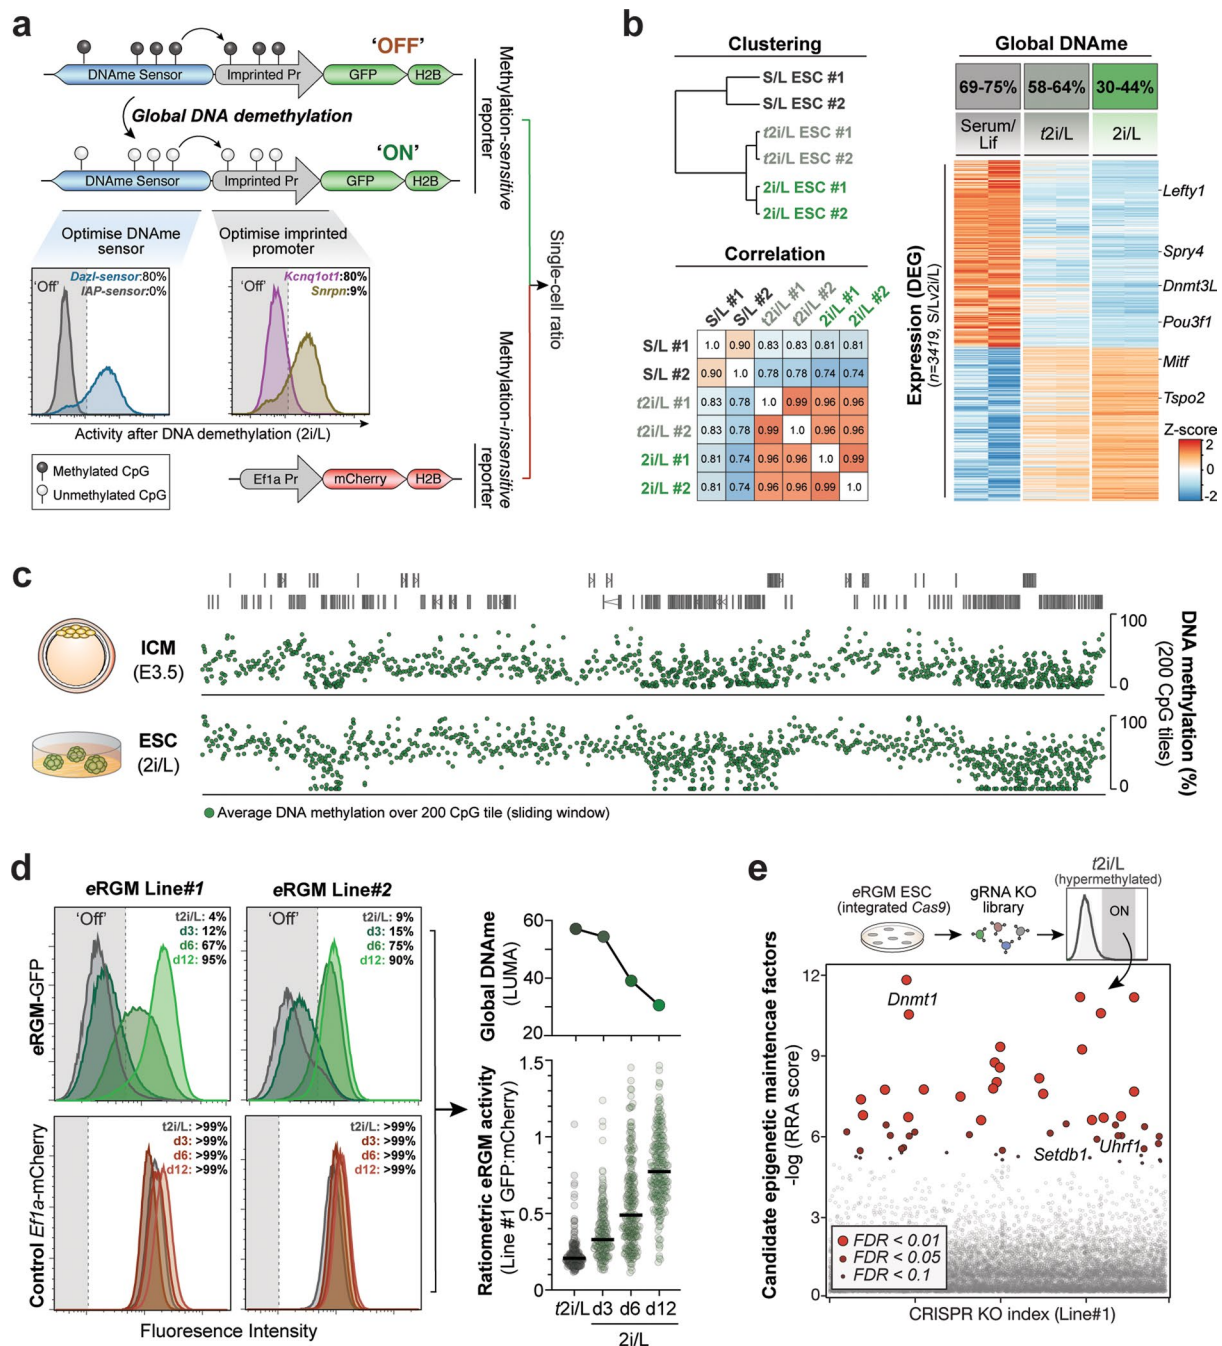 a
'OFF'
DNAme Sensor
Imprinted Pr
GFP
H2B
Global DNA demethylation
'ON'
DNAme Sensor
Imprinted Pr
GFP
H2B
Methylation-sensitive
reporter
Optimise DNAme
sensor
Optimise imprinted
promoter
'Off'
Dazl-sensor:80%
IAP-sensor:0%
'Off'
Kcnq1ot1:80%
Snrpn:9%
Activity after DNA demethylation (2i/L)
Methylated CpG
Unmethylated CpG
Ef1a Pr
mCherry
H2B
Methylation-insensitive
reporter
Single-cell ratio
b
Clustering
S/L ESC #1
S/L ESC #2
t2i/L ESC #1
t2i/L ESC #2
2i/L ESC #1
2i/L ESC #2
Correlation
S/L #1
S/L #2
t2i/L #1
t2i/L #2
2i/L #1
2i/L #2
S/L #1 1.0 0.90 0.83 0.83 0.81 0.81
S/L #2 0.90 1.0 0.78 0.78 0.74 0.74
t2i/L #1 0.83 0.78 1.0 0.99 0.96 0.96
t2i/L #2 0.83 0.78 0.99 1.0 0.96 0.96
2i/L #1 0.81 0.74 0.96 0.96 1.0 0.99
2i/L #2 0.81 0.74 0.96 0.96 0.99 1.0
Global DNAme
69-75% 58-64% 30-44%
Serum/
Lif
t2i/L
2i/L
Expression (DEG)
(n=3419, S/Lv2i/L)
Lefty1
Spry4
Dnmt3L
Pou3f1
Mitf
Tspo2
Z-score
2
0
-2
c
ICM
(E3.5)
100
0
ESC
(2i/L)
100
0
DNA methylation (%)
(200 CpG tiles)
Average DNA methylation over 200 CpG tile (sliding window)
d
eRGM Line#1
eRGM Line#2
eRGM-GFP
'Off'
t2i/L: 4%
d3: 12%
d6: 67%
d12: 95%
'Off'
t2i/L: 9%
d3: 15%
d6: 75%
d12: 90%
Control Ef1a-mCherry
t2i/L: >99%
d3: >99%
d6: >99%
d12: >99%
t2i/L: >99%
d3: >99%
d6: >99%
d12: >99%
Fluoresence Intensity
Global DNAme
(LUMA)
60
40
20
Ratiometric eRGM activity
(Line #1 GFP:mCherry)
1.5
1
0.5
0
t2i/L d3 d6 d12
2i/L
e
eRGM ESC
(integrated Cas9)
gRNA KO
library
t2i/L
(hypermethylated)
ON
Candidate epigenetic maintencae factors
-log (RRA score)
12
9
6
3
0
Dnmt1
Setdb1
Uhrf1
FDR < 0.01
FDR < 0.05
FDR < 0.1
CRISPR KO index (Line#1)